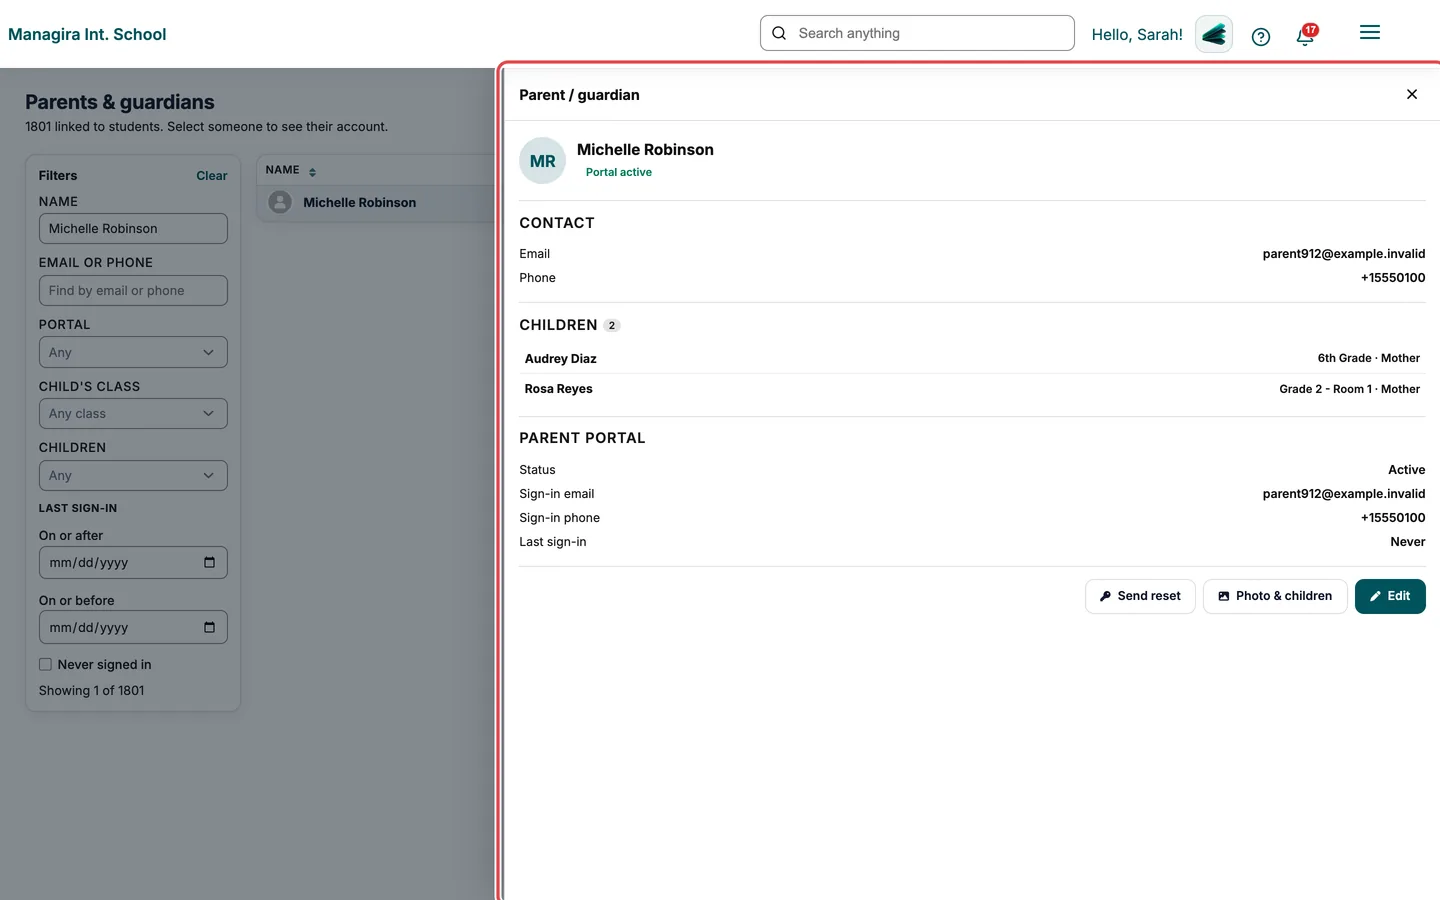 Managira Int. School
Search anything
Hello, Sarah!
17
Parents & guardians
1801 linked to students. Select someone to see their account.
Filters
Clear
NAME
Michelle Robinson
EMAIL OR PHONE
Find by email or phone
PORTAL
Any
CHILD'S CLASS
Any class
CHILDREN
Any
LAST SIGN-IN
On or after
mm/dd/yyyy
On or before
mm/dd/yyyy
Never signed in
Showing 1 of 1801
NAME
Michelle Robinson
Parent / guardian
MR
Michelle Robinson
Portal active
CONTACT
Email parent912@example.invalid
Phone +15550100
CHILDREN 2
Audrey Diaz 6th Grade · Mother
Rosa Reyes Grade 2 - Room 1 · Mother
PARENT PORTAL
Status Active
Sign-in email parent912@example.invalid
Sign-in phone +15550100
Last sign-in Never
Send reset
Photo & children
Edit